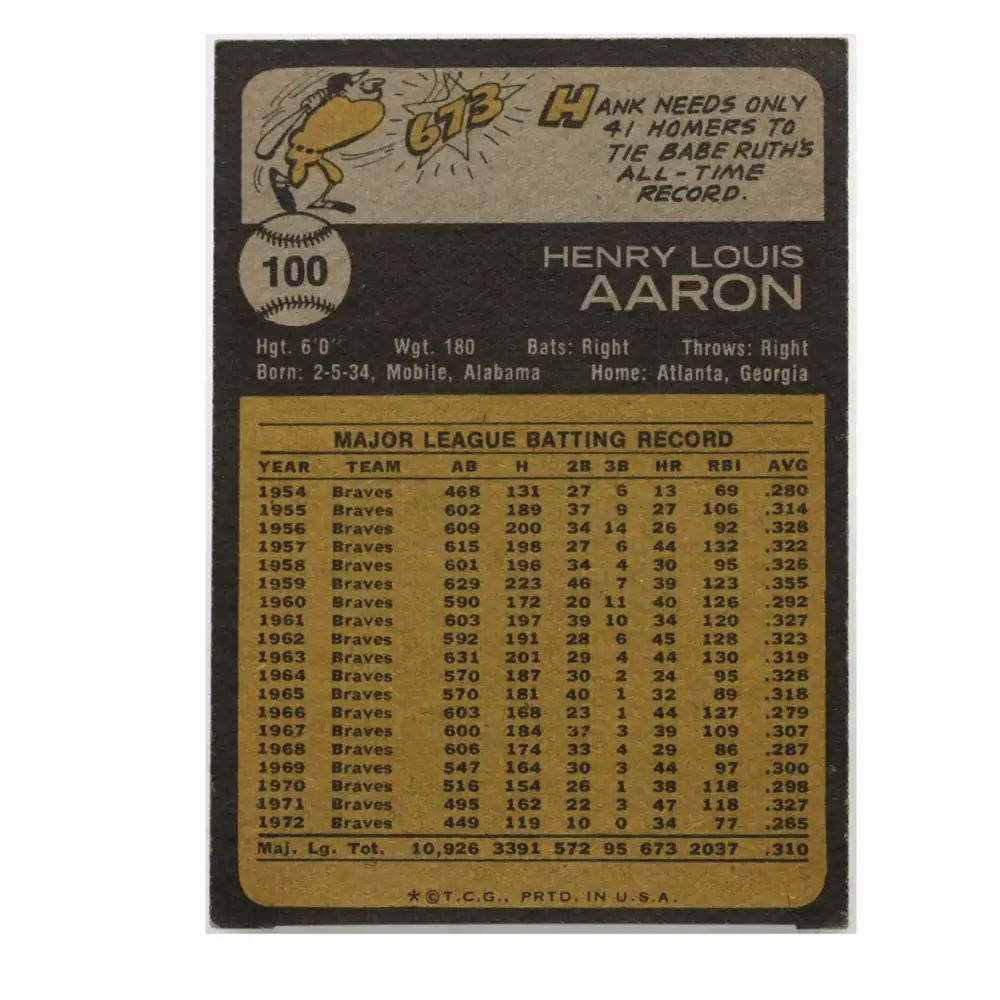 673
HANK NEEDS ONLY
41 HOMERS TO
TIE BABE RUTH'S
ALL-TIME
RECORD.
100
HENRY LOUIS
AARON
Hgt. 6'0" Wgt. 180 Bats: Right Throws: Right
Born: 2-5-34, Mobile, Alabama Home: Atlanta, Georgia
MAJOR LEAGUE BATTING RECORD
YEAR TEAM AB H 2B 3B HR RBI AVG
1954 Braves 468 131 27 6 13 69 .280
1955 Braves 602 189 37 9 27 106 .314
1956 Braves 609 200 34 14 26 92 .328
1957 Braves 615 198 27 6 44 132 .322
1958 Braves 601 196 34 4 30 95 .326
1959 Braves 629 223 46 7 39 123 .355
1960 Braves 590 172 20 11 40 126 .292
1961 Braves 603 197 39 10 34 120 .327
1962 Braves 592 191 28 6 45 128 .323
1963 Braves 631 201 29 4 44 130 .319
1964 Braves 570 187 30 2 24 95 .328
1965 Braves 570 181 40 1 32 89 .318
1966 Braves 603 168 23 1 44 127 .279
1967 Braves 600 184 37 3 39 109 .307
1968 Braves 606 174 33 4 29 86 .287
1969 Braves 547 164 30 3 44 97 .300
1970 Braves 516 154 26 1 38 118 .298
1971 Braves 495 162 22 3 47 118 .327
1972 Braves 449 119 10 0 34 77 .265
Maj. Lg. Tot. 10,926 3391 572 95 673 2037 .310
*©T.C.G., PRTD. IN U.S.A.